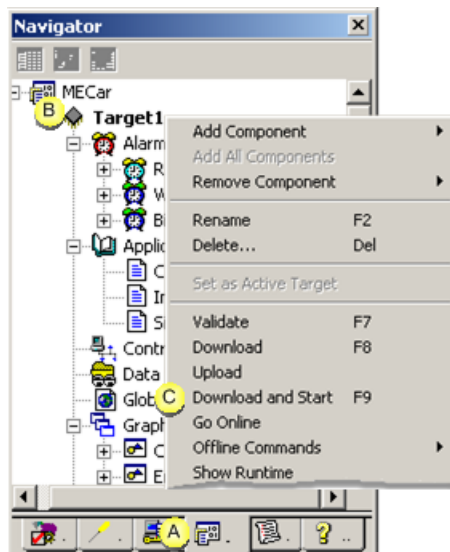 Navigator
MECar
B
Target1
Alarm
R
W
B
Applic
C
In
Si
Contr
Data
Glob
Graph
C
E
Add Component
Add All Components
Remove Component
Rename F2
Delete... Del
Set as Active Target
Validate F7
Download F8
Upload
C Download and Start F9
Go Online
Offline Commands
Show Runtime
A